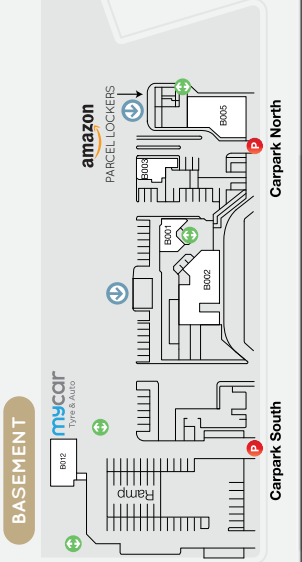 BASEMENT
mycar
Tyre & Auto
B012
Ramp
P
Carpark South
amazon
PARCEL LOCKERS
B003
B001
B002
B005
P
Carpark North